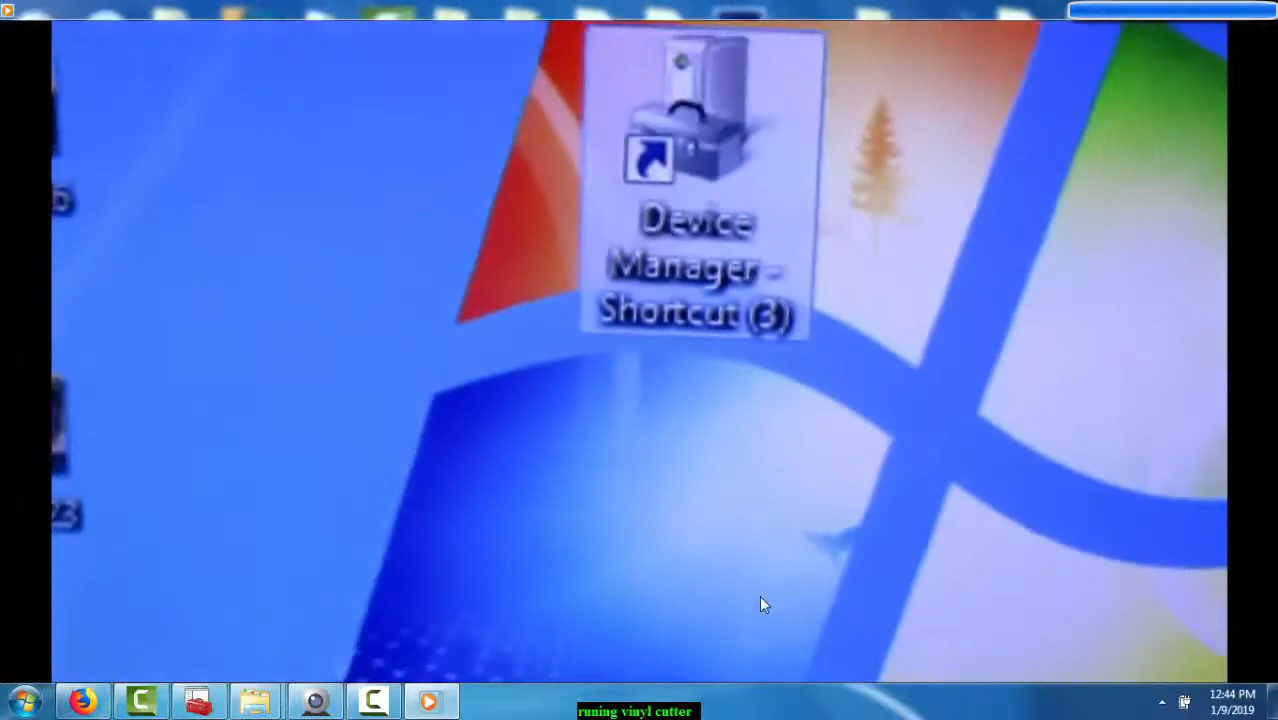 Device
Manager -
Shortcut (3)
runing vinyl cutter
12:44 PM
1/9/2019